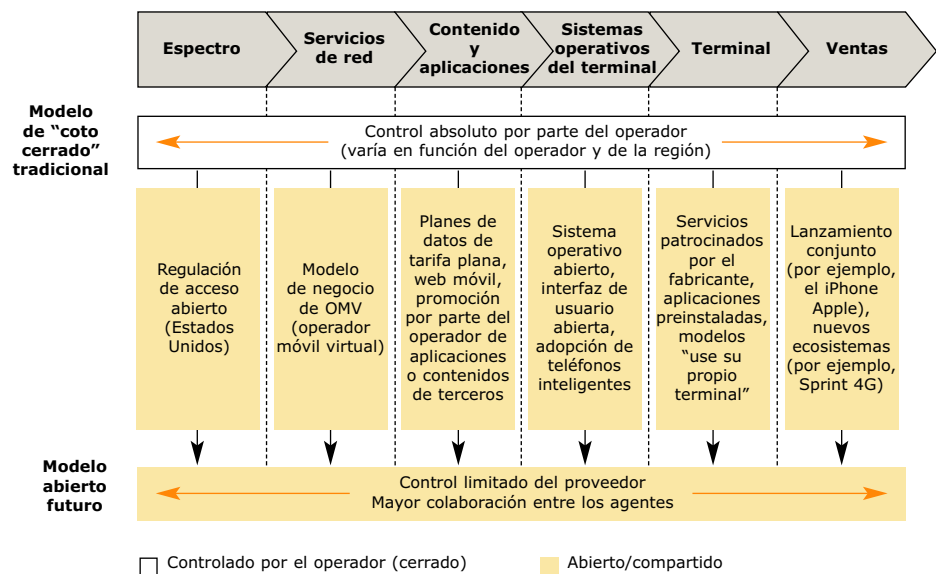 Espectro
Servicios
de red
Contenido
y
aplicaciones
Sistemas
operativos
del terminal
Terminal
Ventas
Modelo
de “coto
cerrado”
tradicional
Control absoluto por parte del operador
(varía en función del operador y de la región)
Regulación
de acceso
abierto
(Estados
Unidos)
Modelo
de negocio
de OMV
(operador
móvil virtual)
Planes de
datos de
tarifa plana,
web móvil,
promoción
por parte del
operador de
aplicaciones
o contenidos
de terceros
Sistema
operativo
abierto,
interfaz de
usuario
abierta,
adopción de
teléfonos
inteligentes
Servicios
patrocinados
por el
fabricante,
aplicaciones
preinstaladas,
modelos
“use su
propio
terminal”
Lanzamiento
conjunto
(por ejemplo,
el iPhone
Apple),
nuevos
ecosistemas
(por ejemplo,
Sprint 4G)
Modelo
abierto
futuro
Control limitado del proveedor
Mayor colaboración entre los agentes
Controlado por el operador (cerrado)
Abierto/compartido